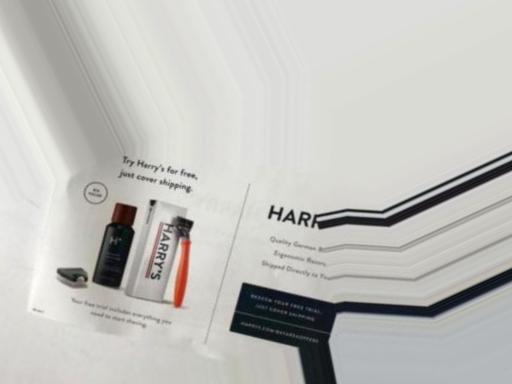 Try Harry's for free,
just cover shipping.
HARRY'S
H'
Your free trial includes everything you
need to start shaving.
HARR
Quality German
Ergonomic Razors,
Shipped Directly to You
REDEEM YOUR FREE TRIAL,
JUST COVER SHIPPING